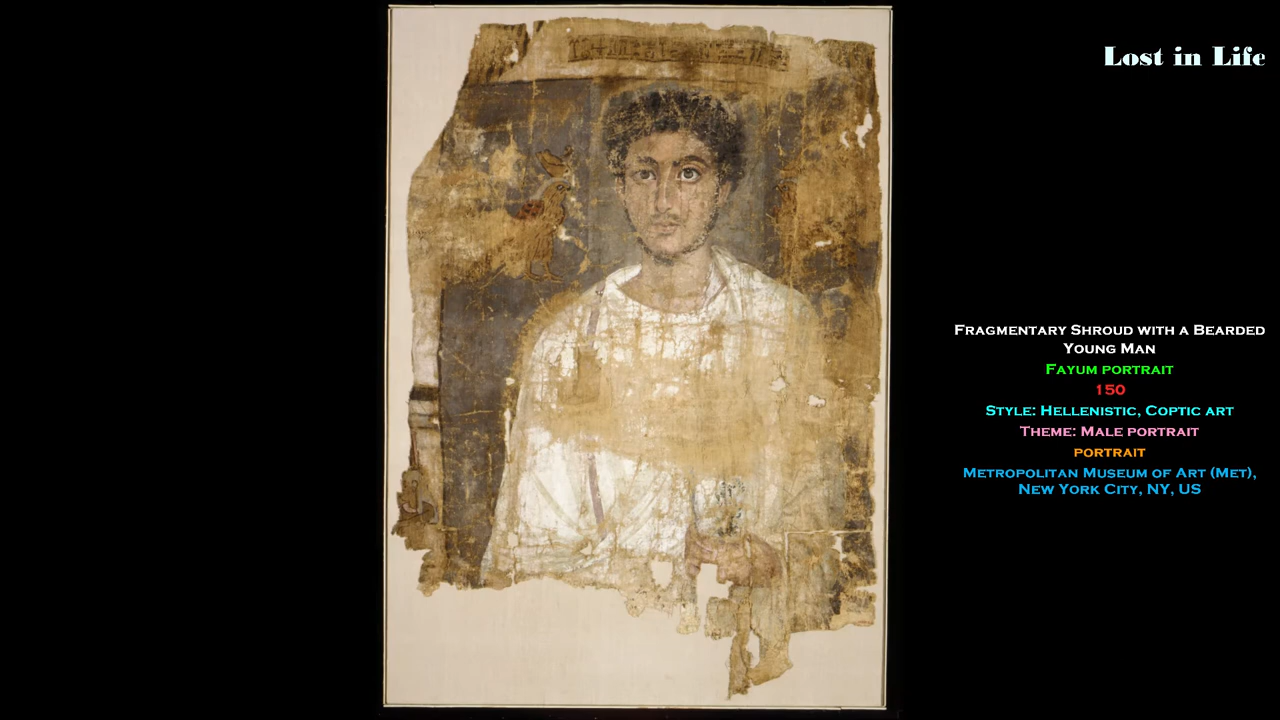 Lost in Life
Fragmentary Shroud with a Bearded
Young Man
Fayum portrait
150
Style: Hellenistic, Coptic art
Theme: Male portrait
portrait
Metropolitan Museum of Art (Met),
New York City, NY, US